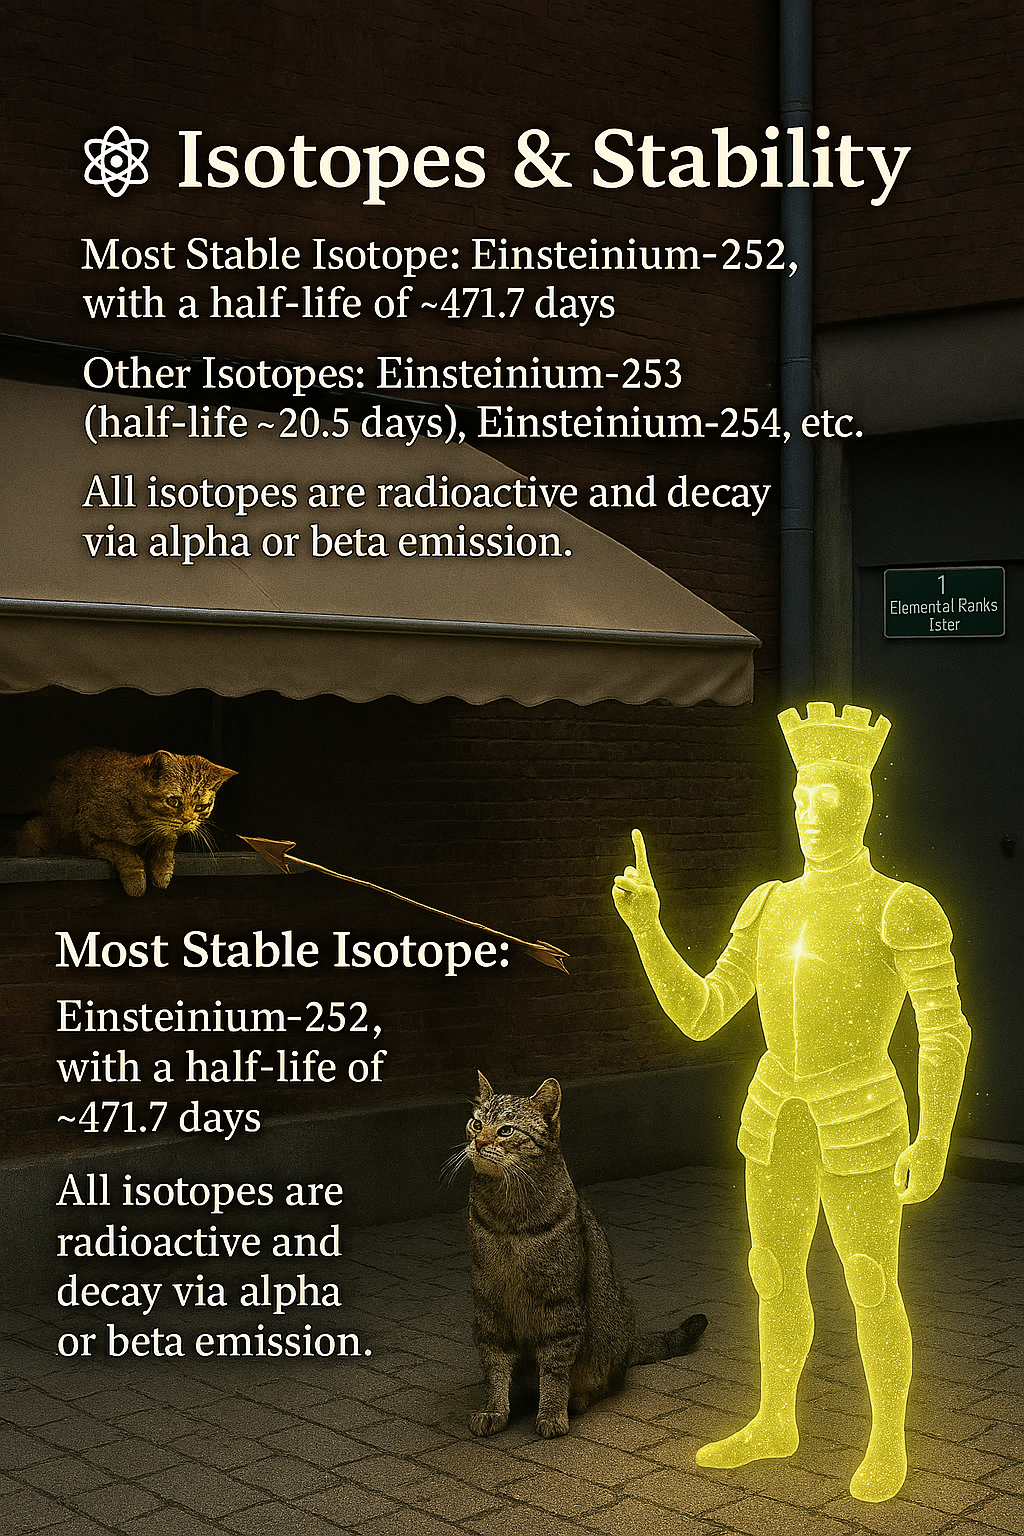 Isotopes & Stability
Most Stable Isotope: Einsteinium-252,
with a half-life of ~471.7 days
Other Isotopes: Einsteinium-253
(half-life ~20.5 days), Einsteinium-254, etc.
All isotopes are radioactive and decay
via alpha or beta emission.
1
Elemental Ranks
Ister
Most Stable Isotope:
Einsteinium-252,
with a half-life of
~471.7 days
All isotopes are
radioactive and
decay via alpha
or beta emission.